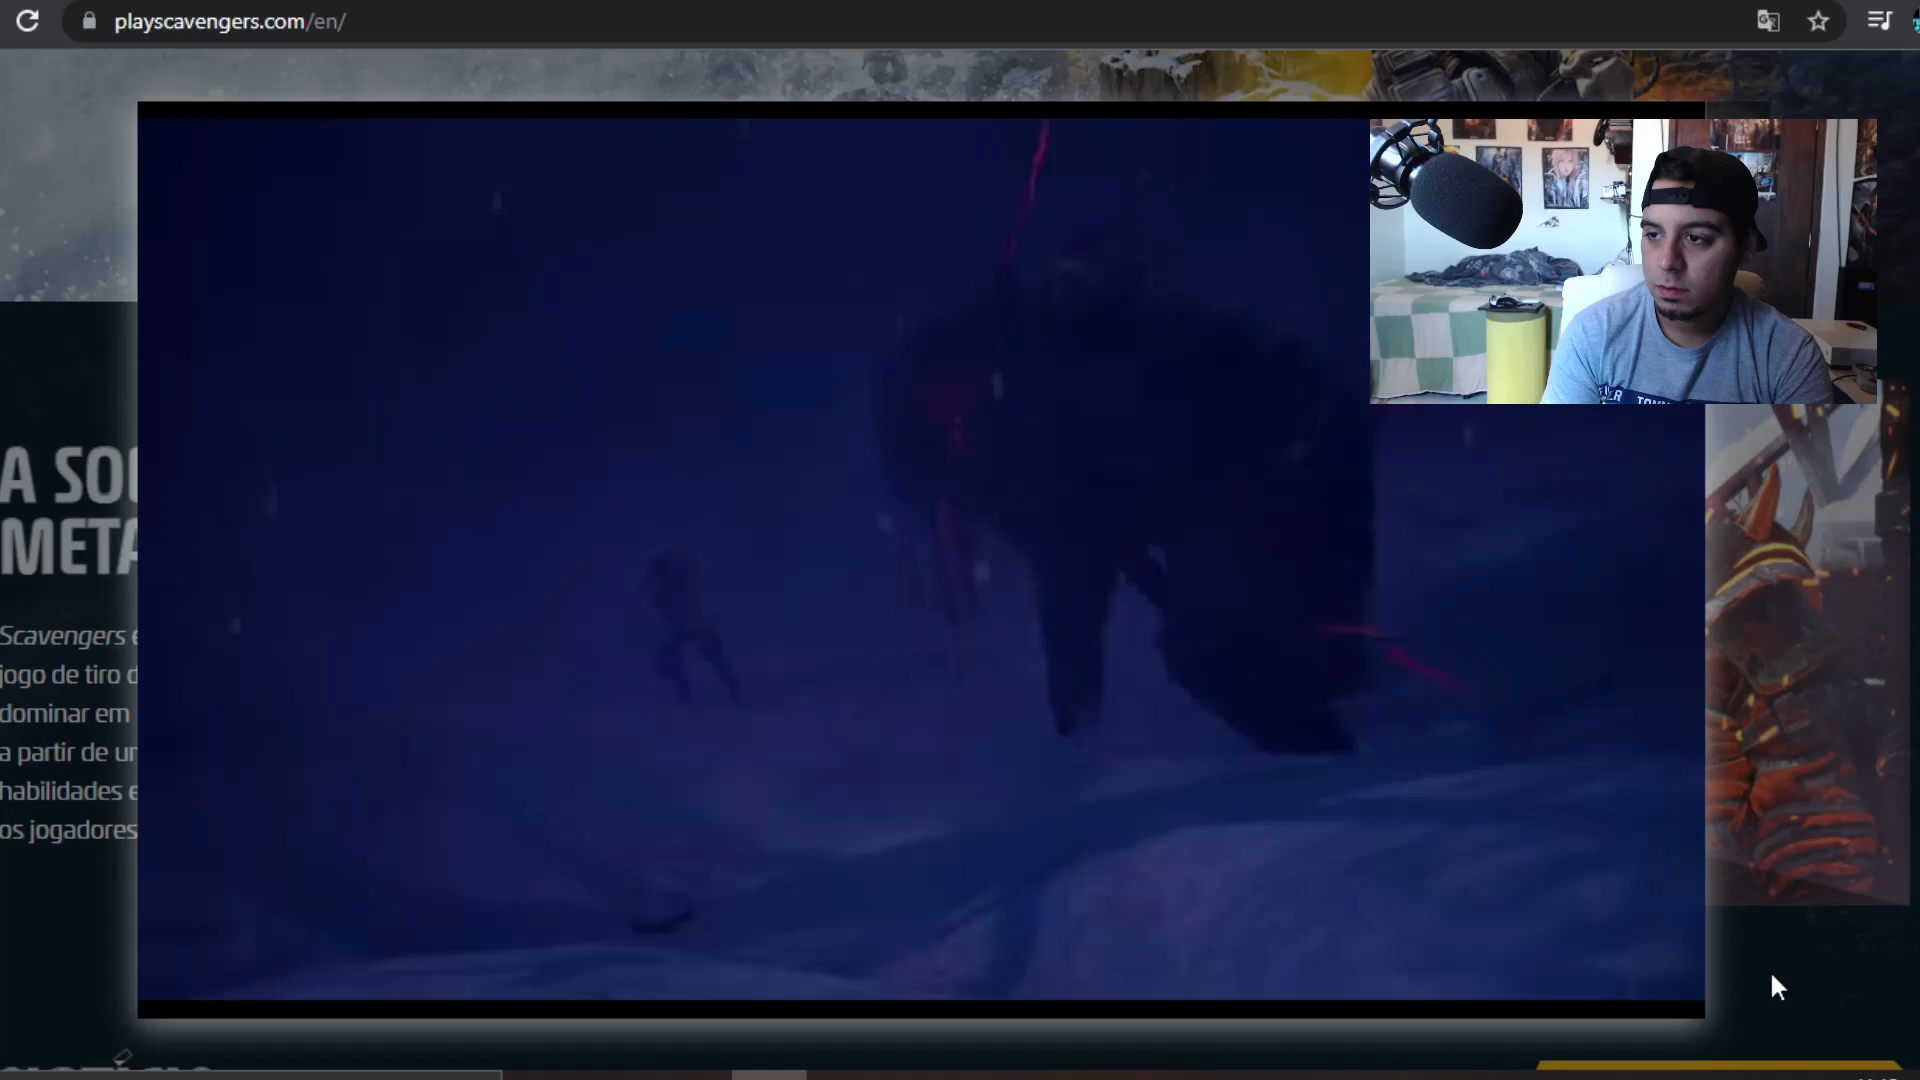 playscavengers.com/en/
A SO
META
Scavengers é
jogo de tiro d
dominar em
a partir de u
habilidades e
os jogadores